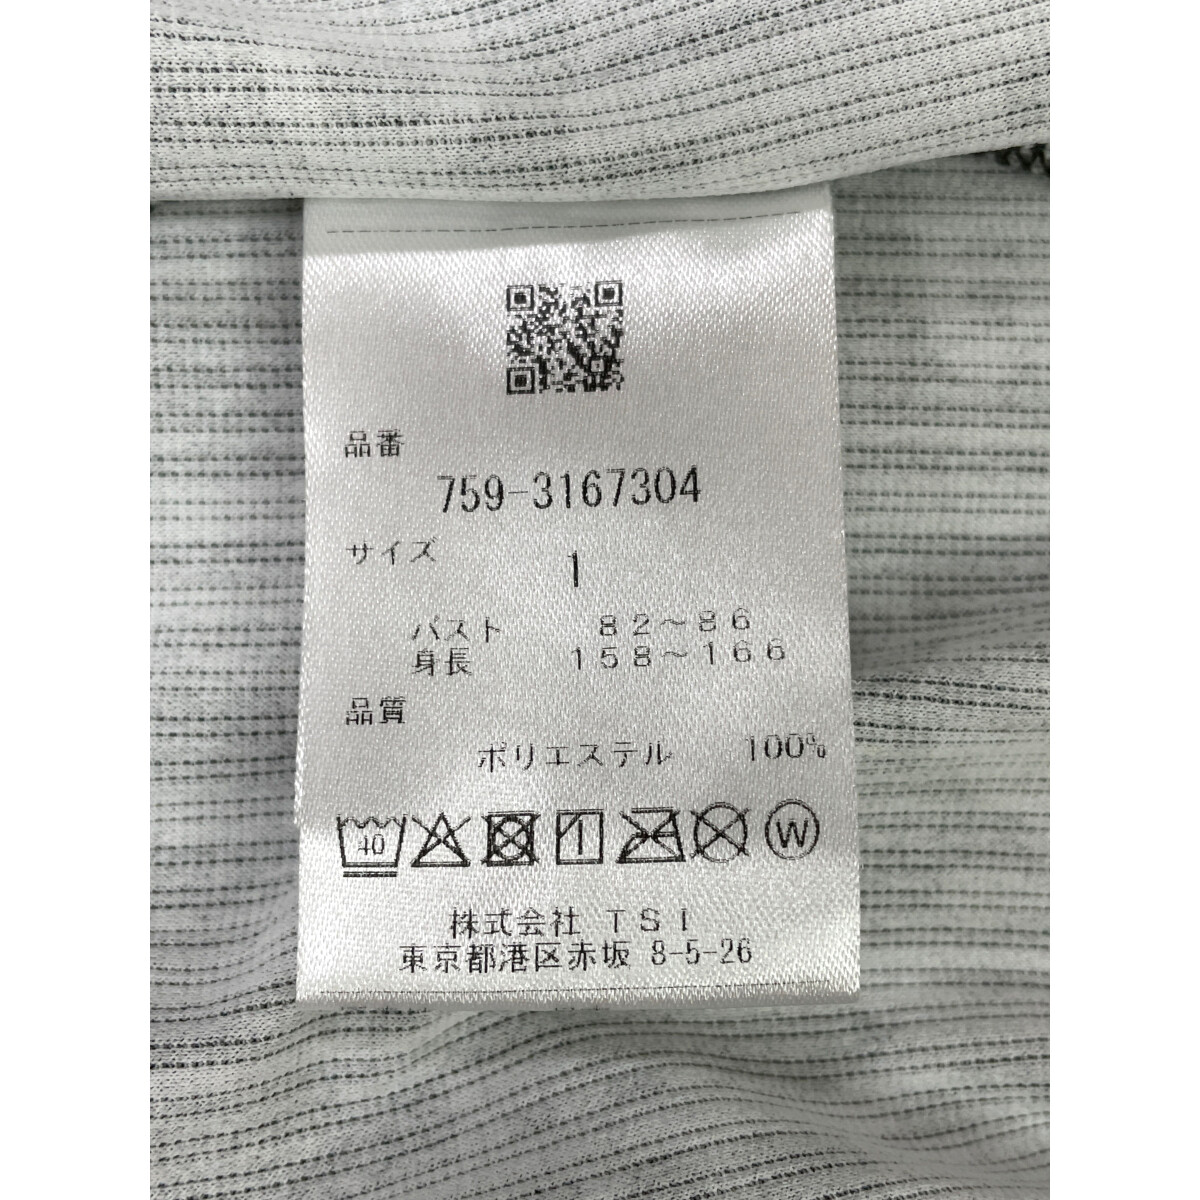 品番
759-3167304
サイズ 1
バスト 82～86
身長 158～166
品質
ポリエステル 100%
40 W
株式会社 TSI
東京都港区赤坂 8-5-26